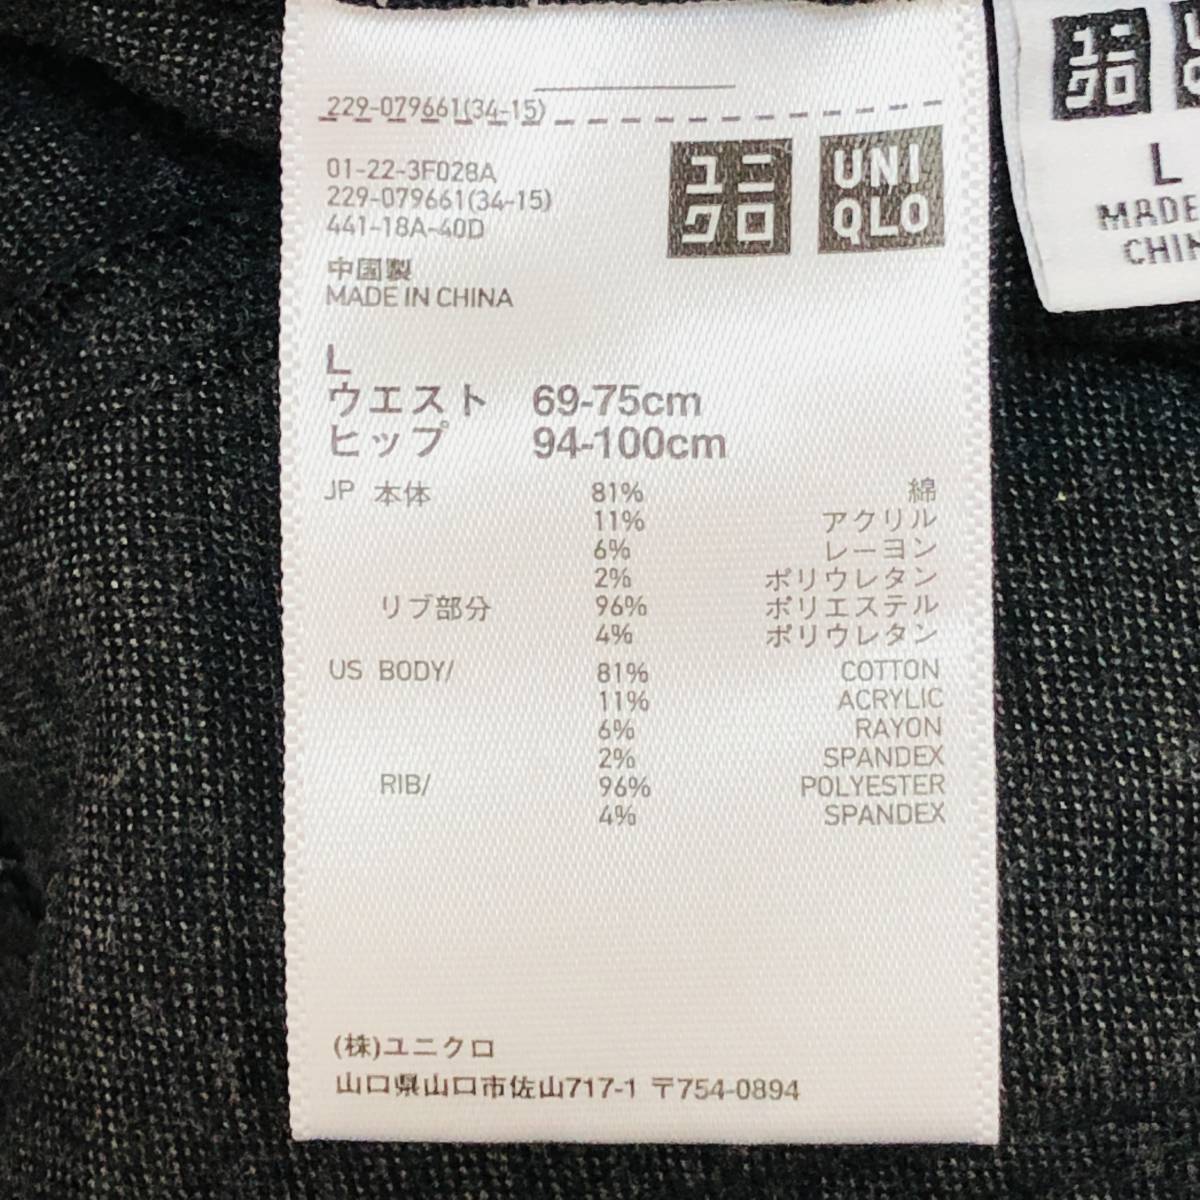 229-079661(34-15)
01-22-3F028A
229-079661(34-15)
441-18A-40D
中国製
MADE IN CHINA
ユニ
クロ
UNI
QLO
L
ウエスト 69-75cm
ヒップ 94-100cm
JP 本体 81% 綿
11% アクリル
6% レーヨン
2% ポリウレタン
リブ部分 96% ポリエステル
4% ポリウレタン
US BODY/ 81% COTTON
11% ACRYLIC
6% RAYON
2% SPANDEX
RIB/ 96% POLYESTER
4% SPANDEX
(株)ユニクロ
山口県山口市佐山717-1 〒754-0894
ユニ
クロ
L
MADE
CHIN